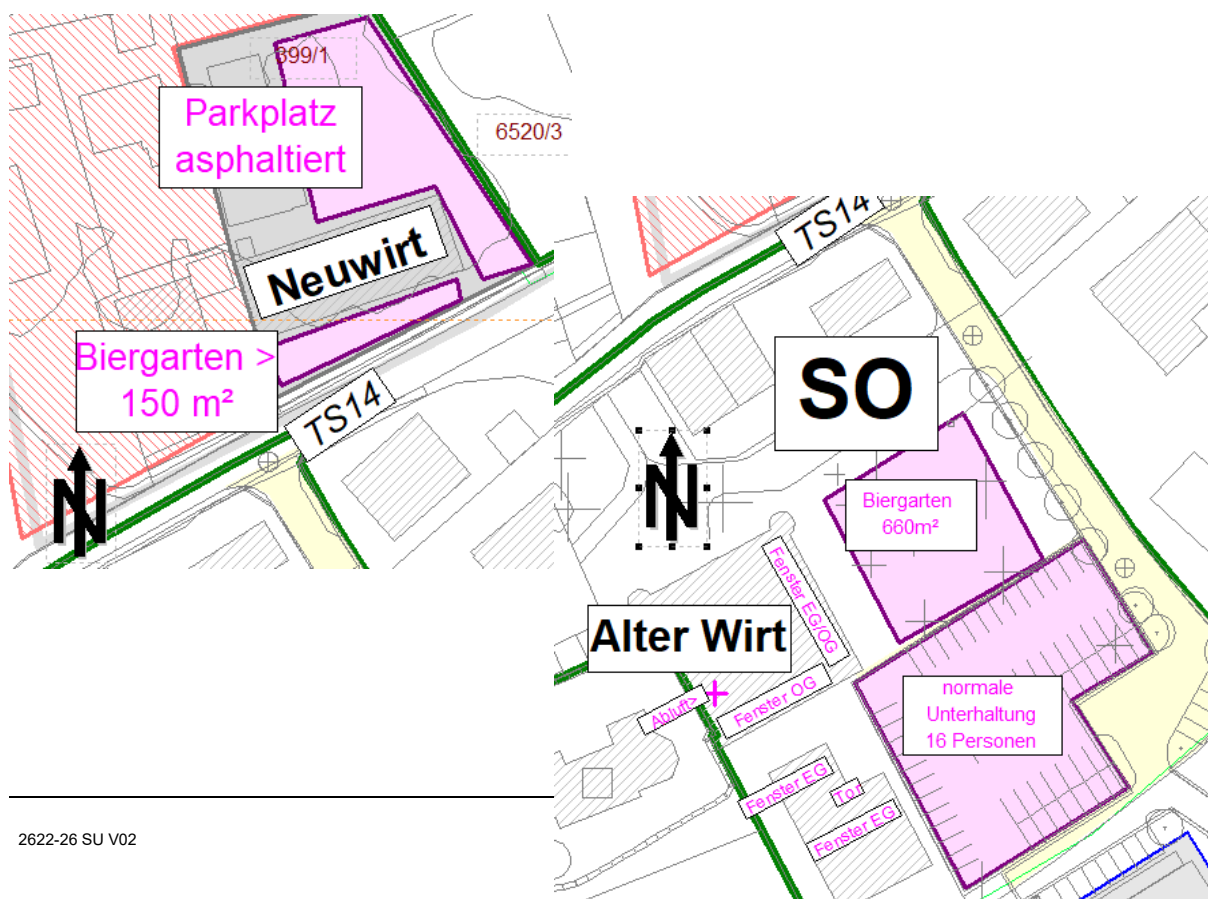 399/1
Parkplatz
asphaltiert
6520/3
Neuwirt
Biergarten >
150 m²
TS14
N
2622-26 SU V02
TS14
SO
N
Biergarten
660m²
Fenster EG/OG
Alter Wirt
Abluft>
Fenster OG
normale
Unterhaltung
16 Personen
Fenster EG
Tor
Fenster EG